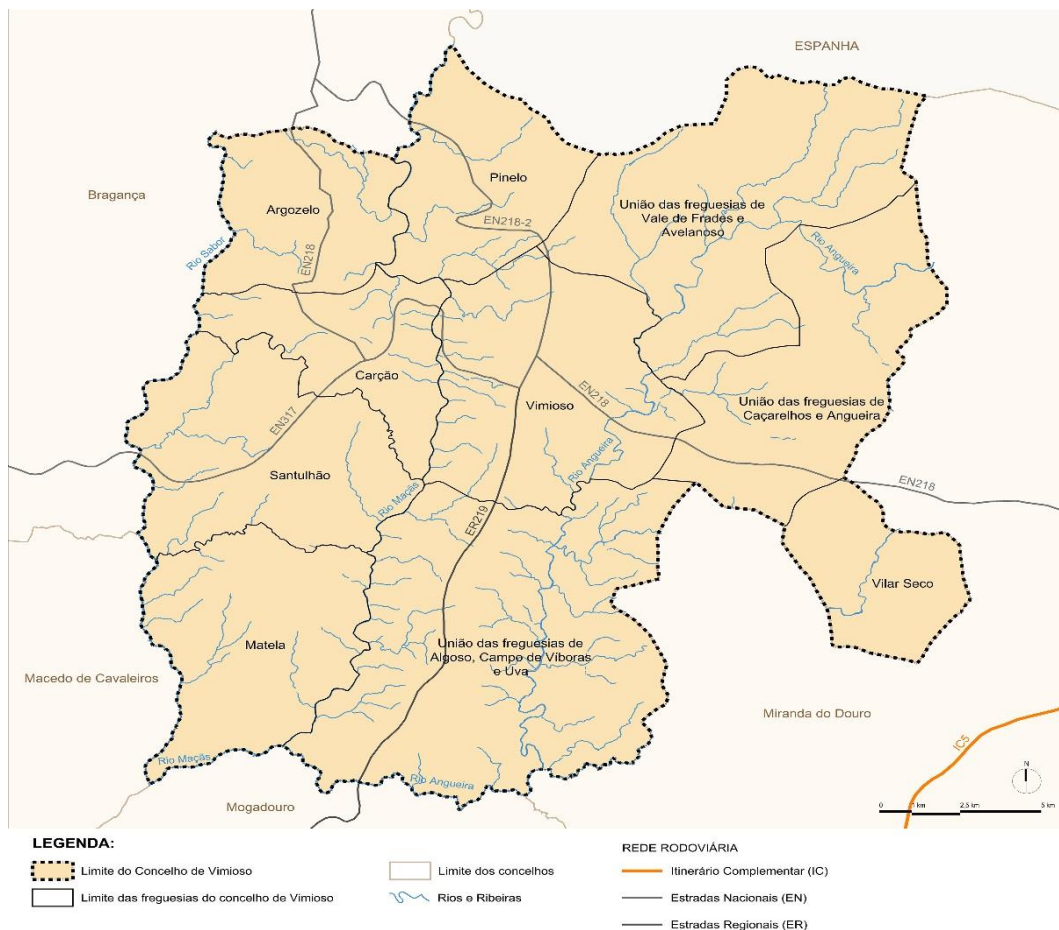 ESPANHA
Bragança
Pinelo
Argozelo
EN218-2
União das freguesias de
Vale de Frades e
Avelanoso
Rio Sabor
EN218
Rio Angueira
Carção
EN218
Vimioso
União das freguesias de
Caçarelhos e Angueira
EN317
Santulhão
Rio Angueira
EN218
Rio Maçãs
ER219
Vilar Seco
Matela
União das freguesias de
Algoso, Campo de Víboras
e Uva
Macedo de Cavaleiros
Miranda do Douro
IC5
Rio Maçãs
Rio Angueira
Mogadouro
N
0 1 km 2,5 km 5 km
LEGENDA:
Limite do Concelho de Vimioso
Limite das freguesias do concelho de Vimioso
Limite dos concelhos
Rios e Ribeiras
REDE RODOVIÁRIA
Itinerário Complementar (IC)
Estradas Nacionais (EN)
Estradas Regionais (ER)